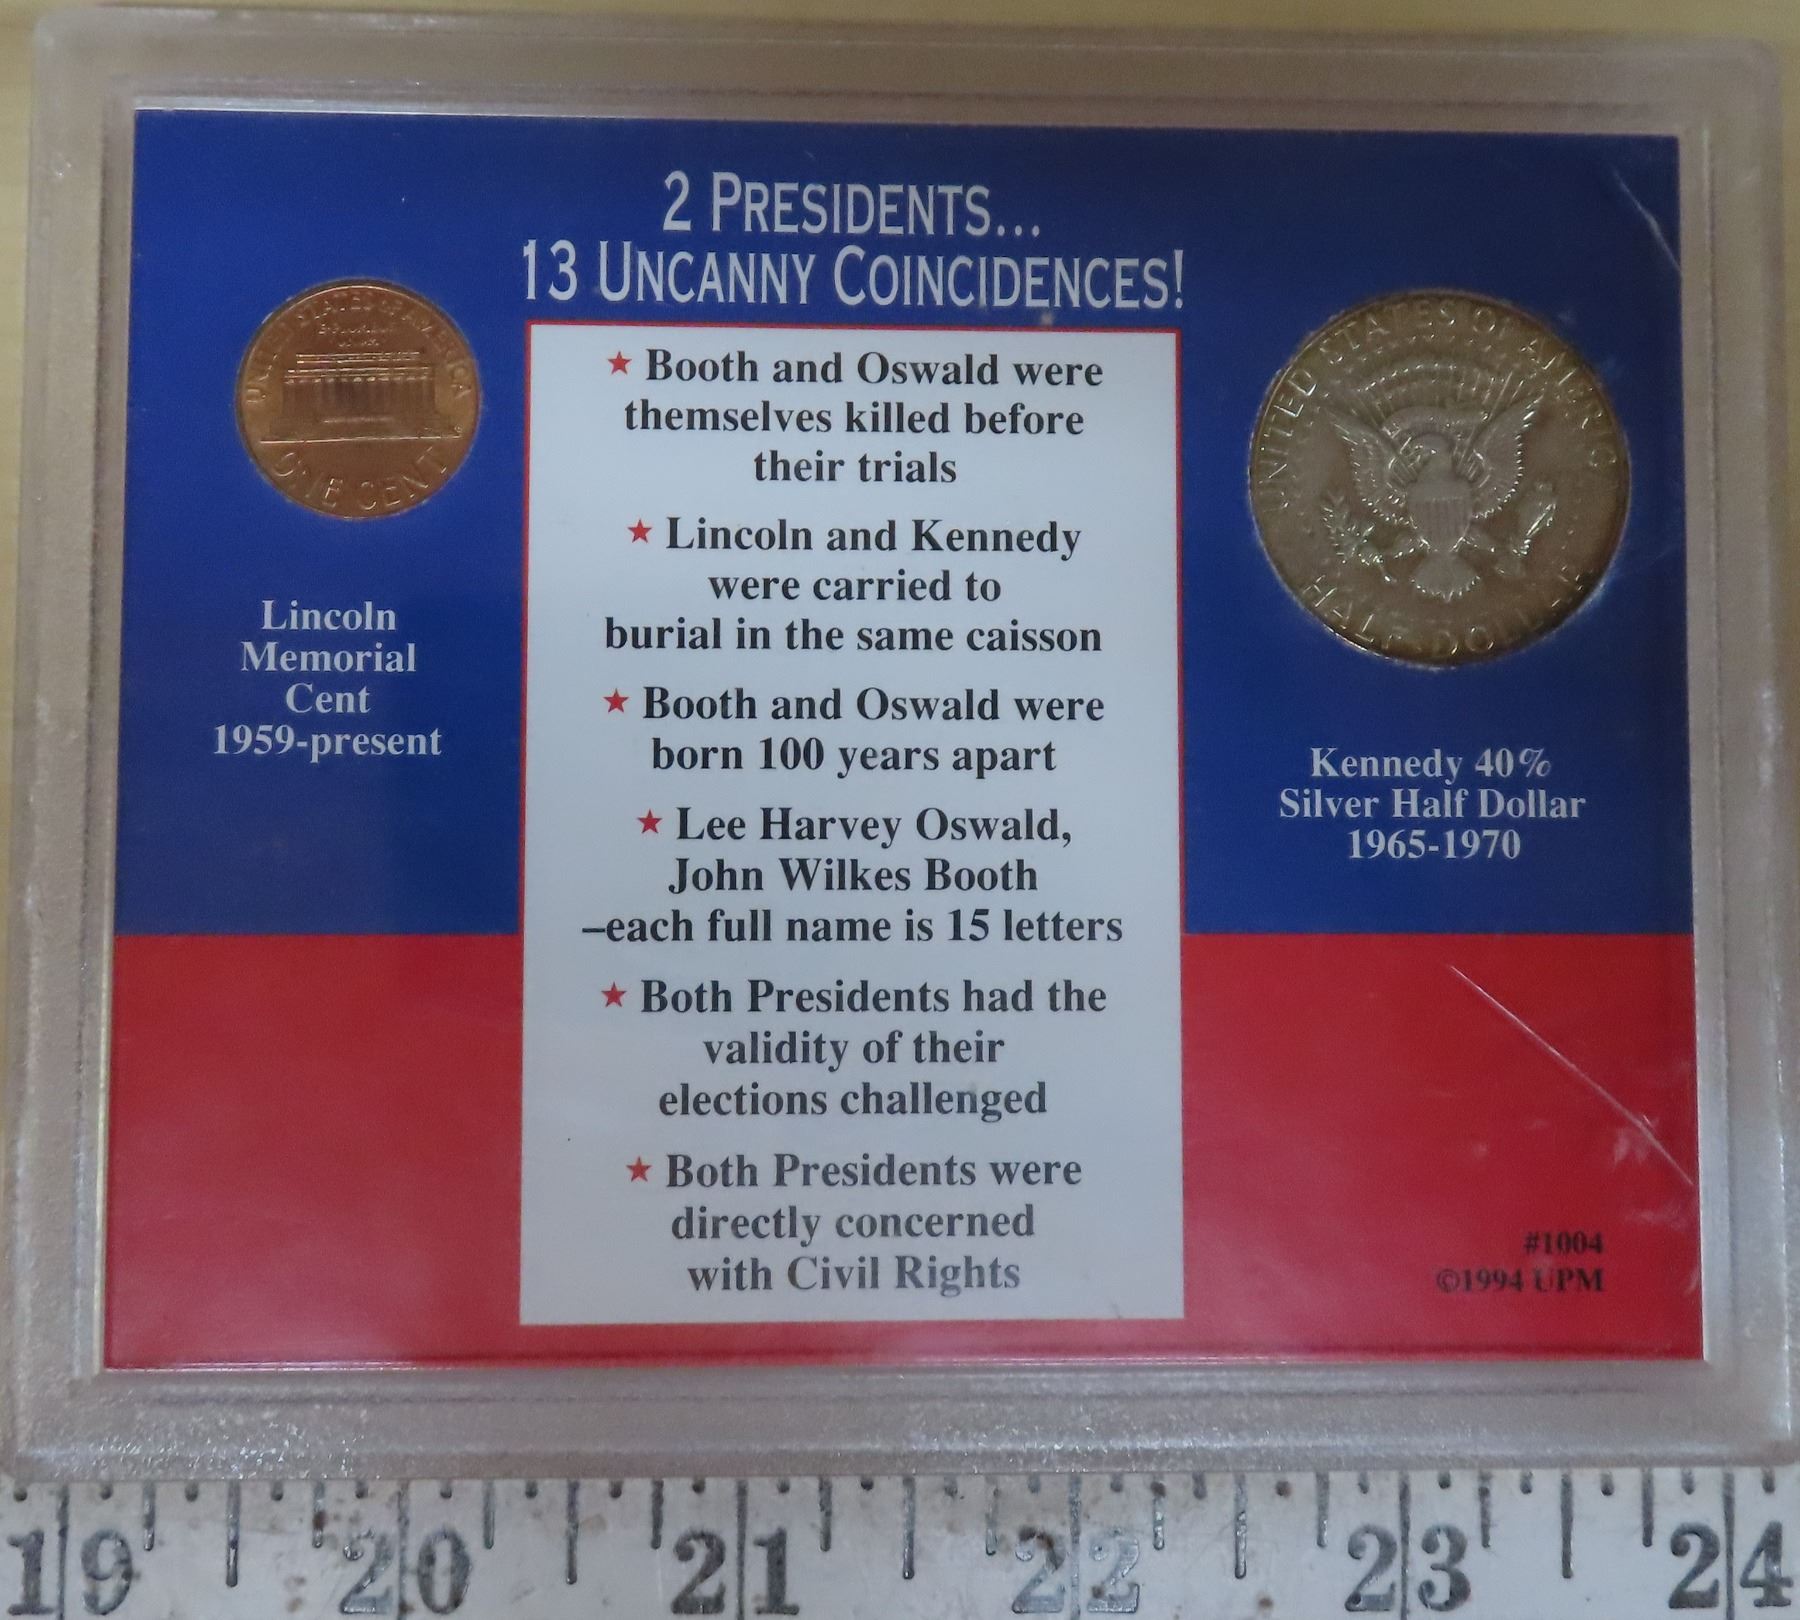 2 PRESIDENTS...
13 UNCANNY COINCIDENCES!
UNITED STATES OF AMERICA
E·PLURIBUS
UNUM
ONE CENT
Lincoln
Memorial
Cent
1959-present
★ Booth and Oswald were
themselves killed before
their trials
★ Lincoln and Kennedy
were carried to
burial in the same caisson
★ Booth and Oswald were
born 100 years apart
★ Lee Harvey Oswald,
John Wilkes Booth
–each full name is 15 letters
★ Both Presidents had the
validity of their
elections challenged
★ Both Presidents were
directly concerned
with Civil Rights
UNITED STATES OF AMERICA
HALF DOLLAR
Kennedy 40%
Silver Half Dollar
1965-1970
#1004
©1994 UPM
19 20 21 22 23 24